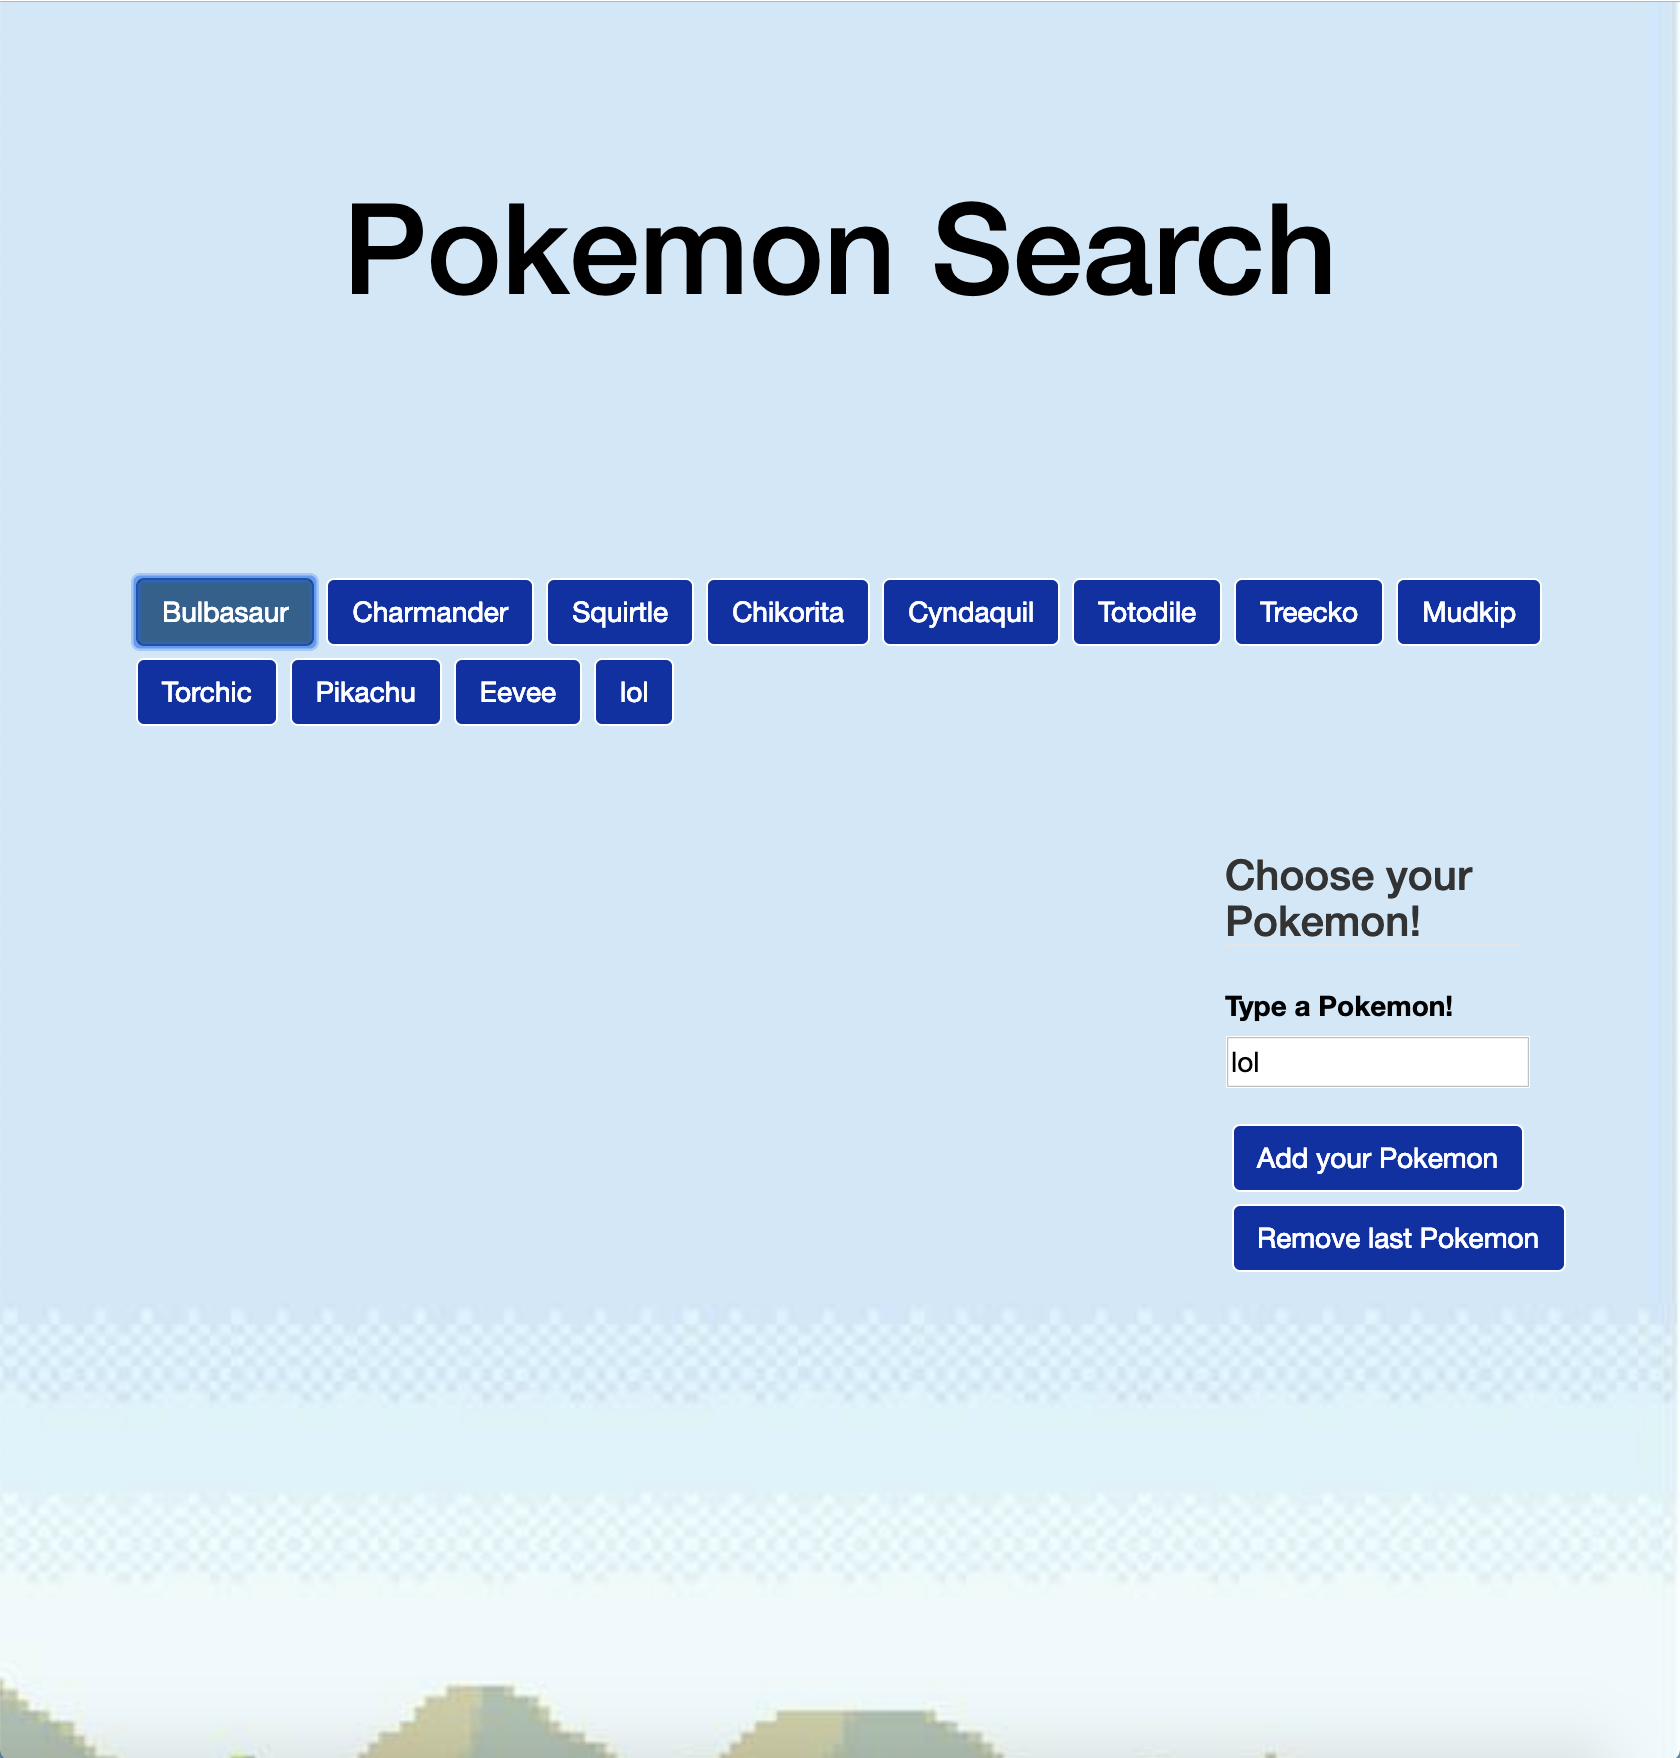 Pokemon Search
Bulbasaur Charmander Squirtle Chikorita Cyndaquil Totodile Treecko Mudkip
Torchic Pikachu Eevee lol
Choose your
Pokemon!
Type a Pokemon!
lol
Add your Pokemon
Remove last Pokemon